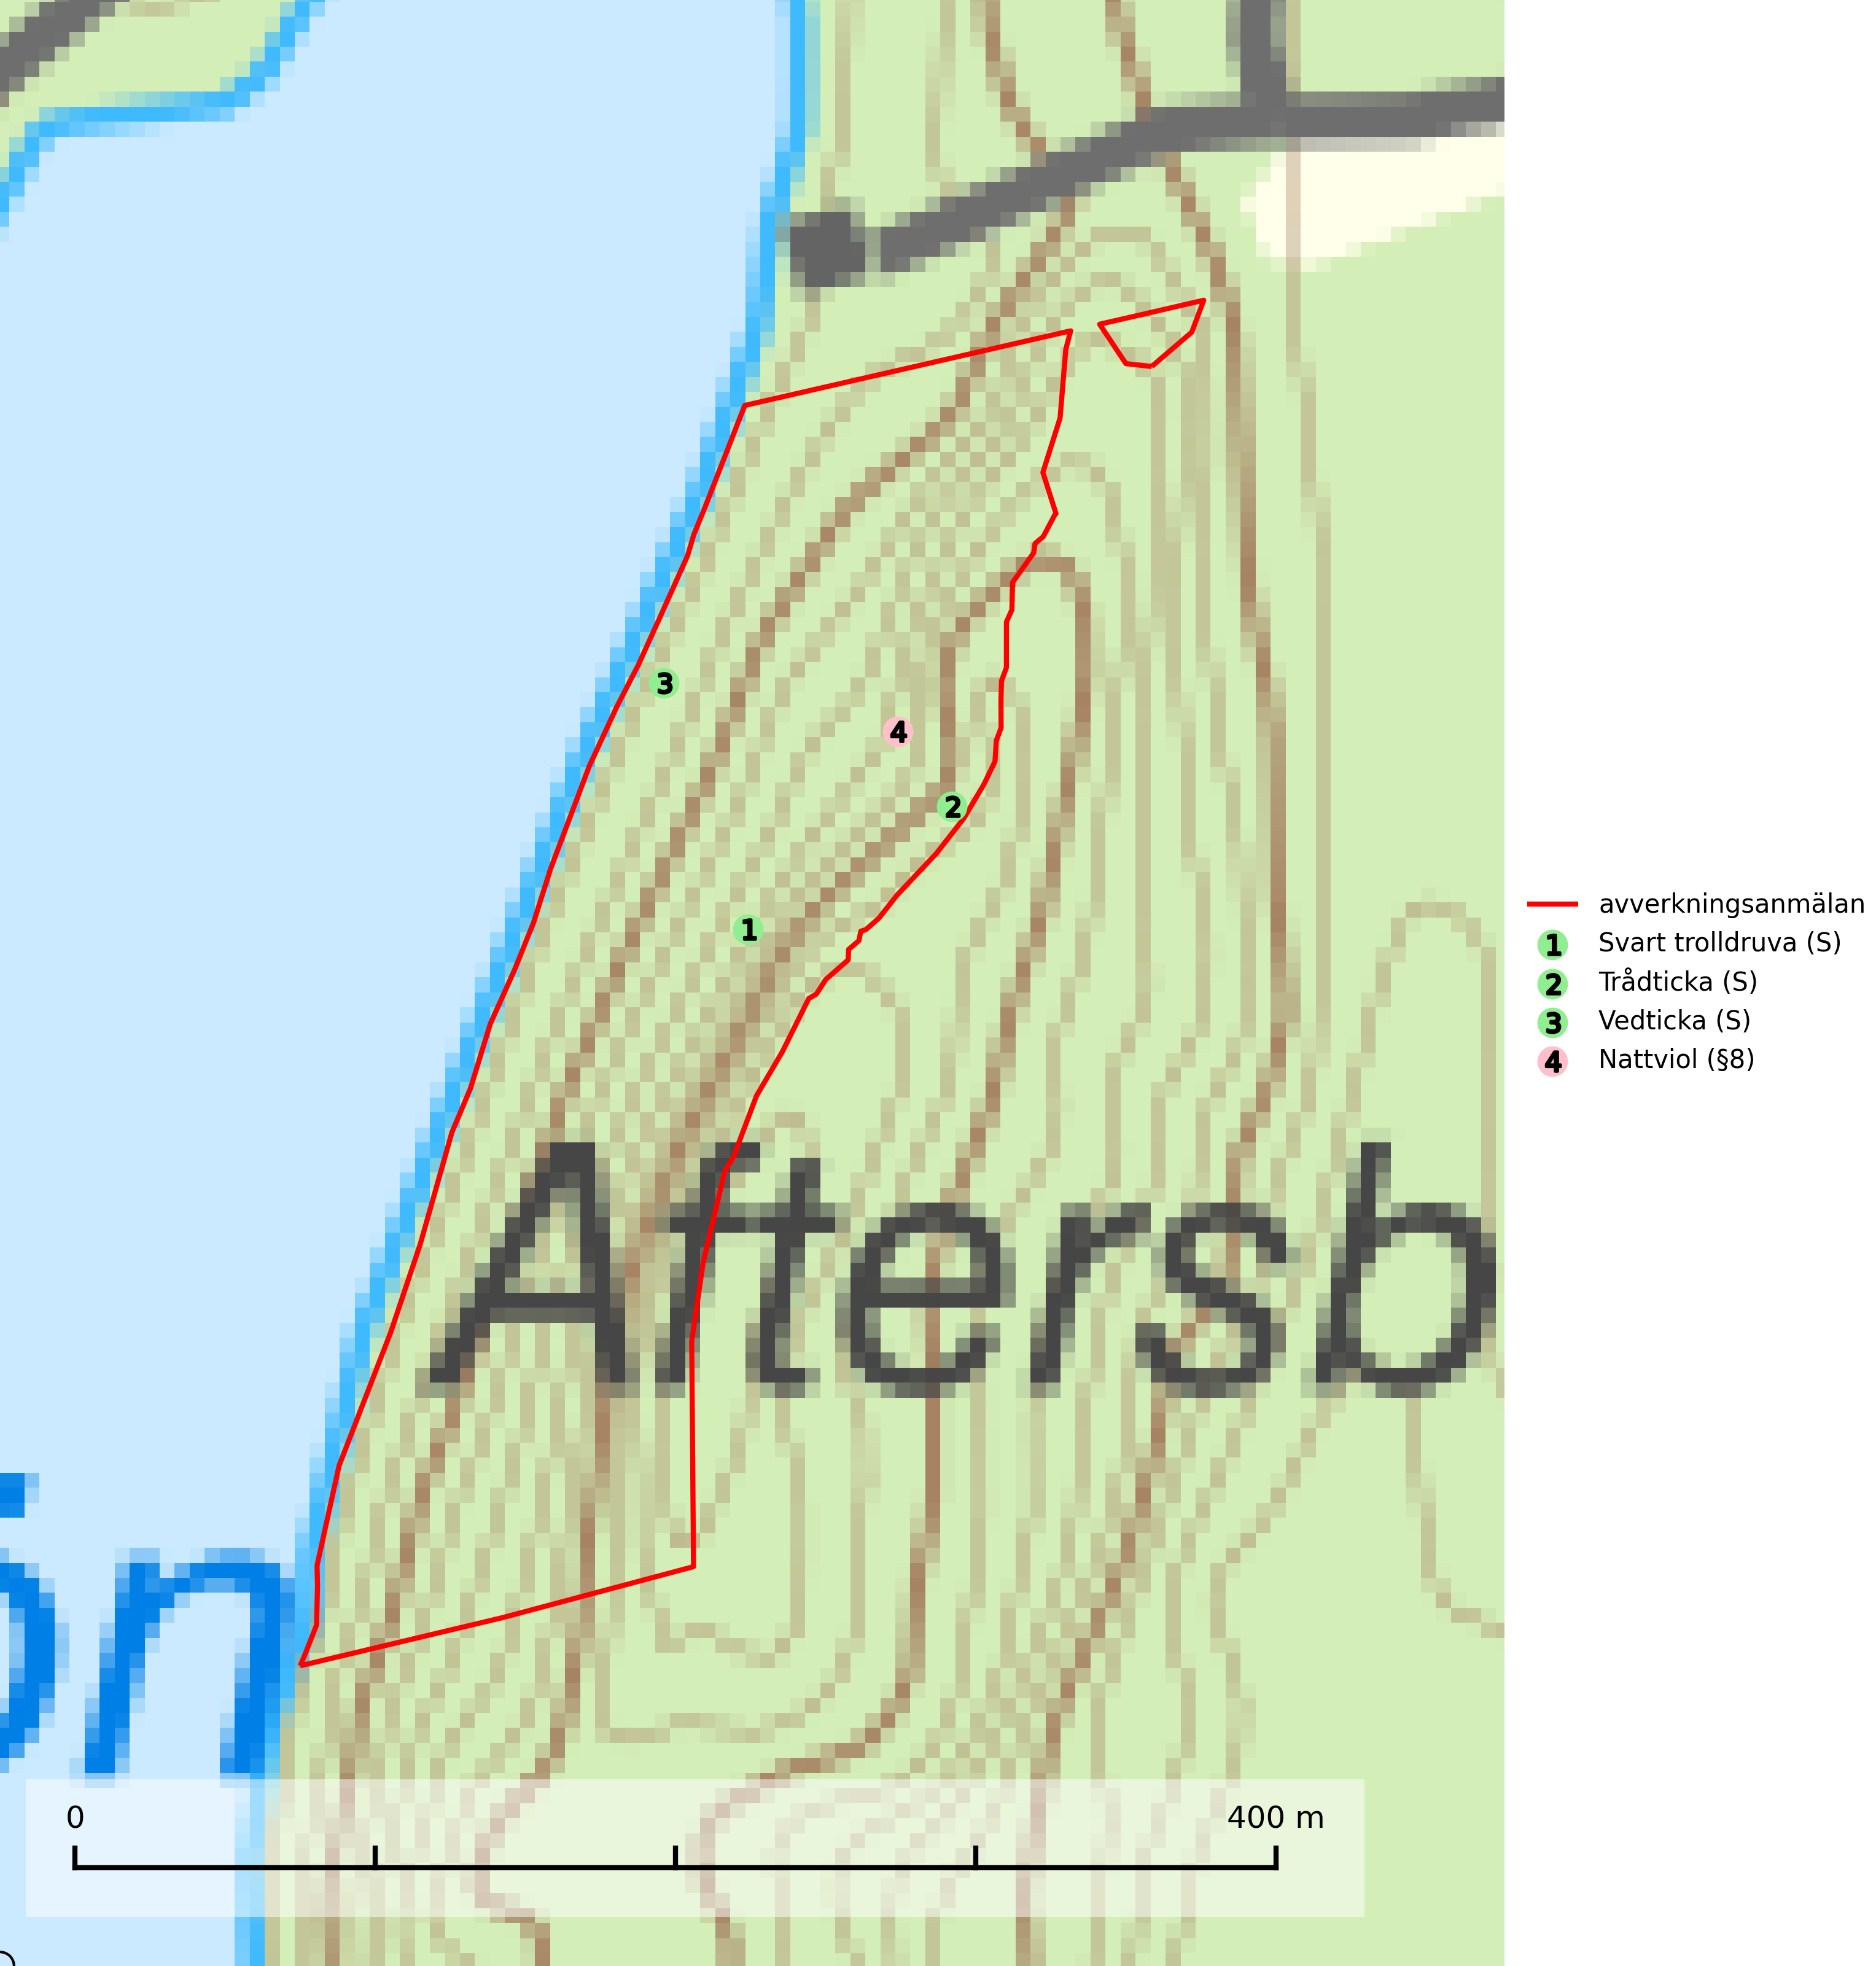 3
4
2
1
Aftersb
n
0
400 m
avverkningsanmälan
1 Svart trolldruva (S)
2 Trådticka (S)
3 Vedticka (S)
4 Nattviol (§8)